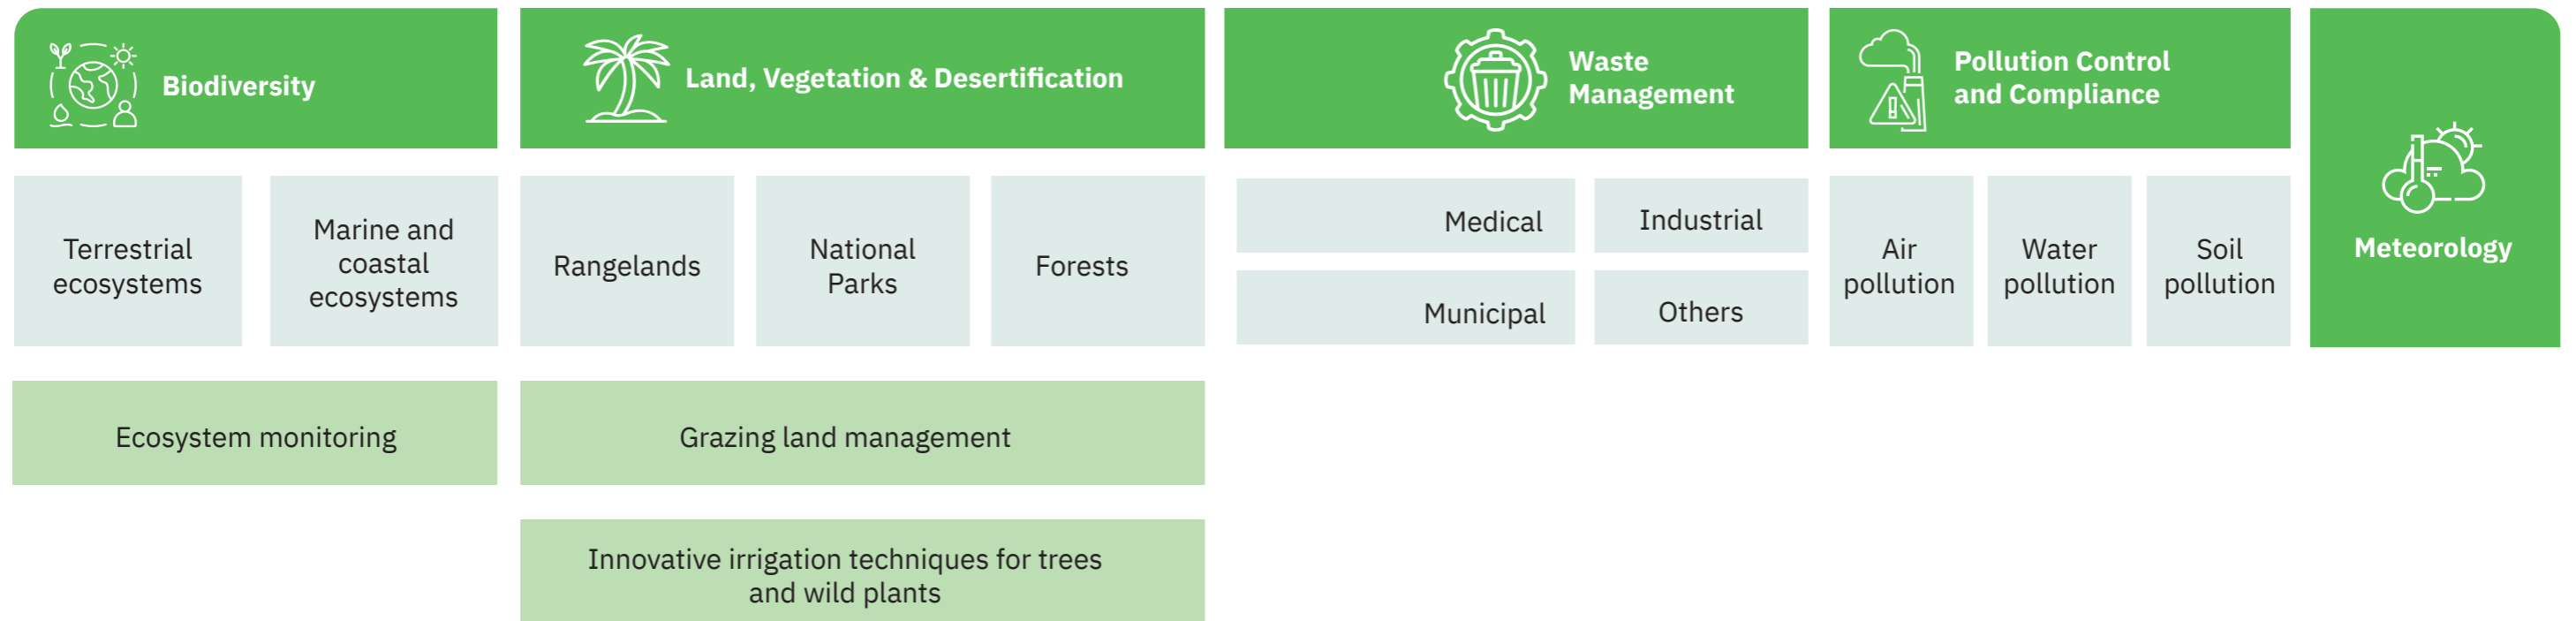 Biodiversity
Terrestrial
ecosystems
Marine and
coastal
ecosystems
Ecosystem monitoring
Land, Vegetation & Desertification
Rangelands
National
Parks
Forests
Grazing land management
Innovative irrigation techniques for trees
and wild plants
Waste
Management
Medical
Industrial
Municipal
Others
Pollution Control
and Compliance
Air
pollution
Water
pollution
Soil
pollution
Meteorology